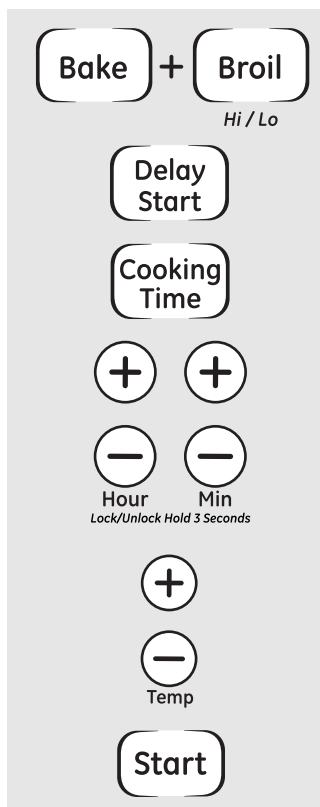 Bake + Broil
Hi / Lo
Delay
Start
Cooking
Time
+ +
− −
Hour Min
Lock/Unlock Hold 3 Seconds
+
−
Temp
Start